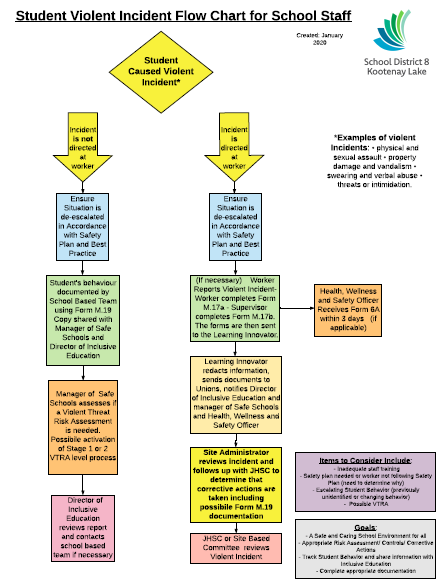 Student Violent Incident Flow Chart for School Staff
Created: January
2020
School District 8
Kootenay Lake
Student
Caused Violent
Incident*
Incident
is not
directed
at
worker
Incident
is
directed
at
worker
*Examples of violent
Incidents: • physical and
sexual assault • property
damage and vandalism •
swearing and verbal abuse •
threats or intimidation.
Ensure
Situation is
de-escalated
in Accordance
with Safety
Plan and Best
Practice
Ensure
Situation is
de-escalated
in Accordance
with Safety
Plan and Best
Practice
Student's behaviour
documented by
School Based Team
using Form M.19
Copy shared with
Manager of Safe
Schools and
Director of Inclusive
Education
(If necessary) Worker
Reports Violent Incident-
Worker completes Form
M.17a - Supervisor
completes Form M.17b.
The forms are then sent
to the Learning Innovator.
Health, Wellness
and Safety Officer
Receives Form 6A
within 3 days (if
applicable)
Learning Innovator
redacts information,
sends documents to
Unions, notifies Director
of Inclusive Education and
manager of Safe Schools
and Health, Wellness and
Safety Officer
Manager of Safe
Schools assesses if
a Violent Threat
Risk Assessment
is needed.
Possible activation
of Stage 1 or 2
VTRA level process
Site Administrator
reviews incident and
follows up with JHSC to
determine that
corrective actions are
taken including
possible Form M.19
documentation
Items to Consider Include:
- Inadequate staff training
- Safety plan needed or worker not following Safety
Plan (need to determine why)
- Escalating Student Behavior (previously
unidentified or changing behavior)
- Possible VTRA
Director of
Inclusive
Education
reviews report
and contacts
school based
team if necessary
JHSC or Site Based
Committee reviews
Violent Incident
Goals:
- A Safe and Caring School Environment for all
- Appropriate Risk Assessment/ Controls/ Corrective
Actions
- Track Student Behavior and share Information with
Inclusive Education
- Complete appropriate documentation